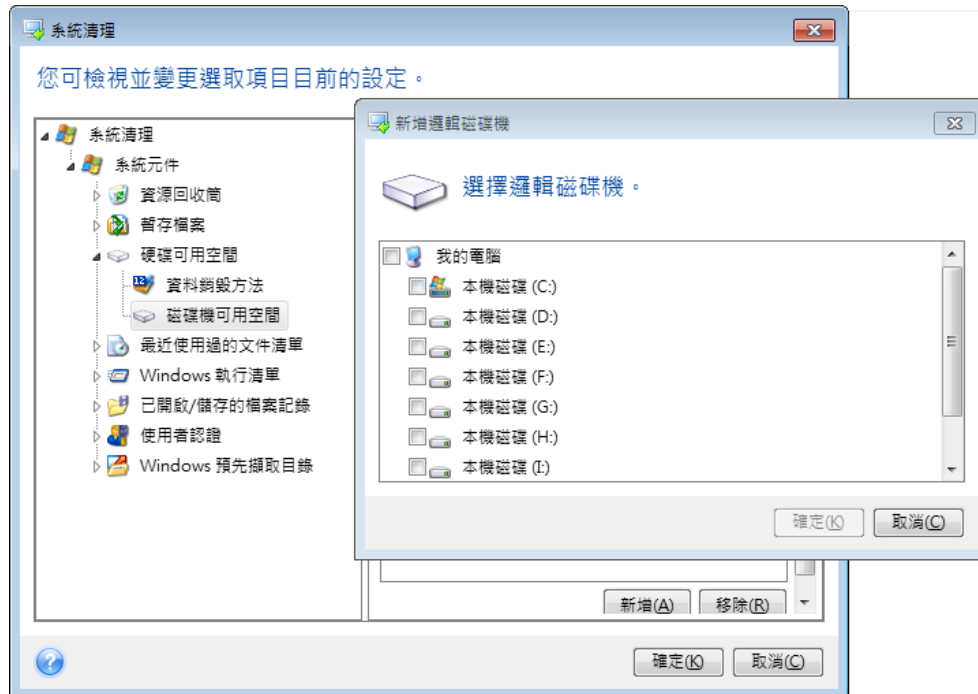 系統清理
您可檢視並變更選取項目目前的設定。
系統清理
系統元件
資源回收筒
暫存檔案
硬碟可用空間
資料銷毀方法
磁碟機可用空間
最近使用過的文件清單
Windows 執行清單
已開啟/儲存的檔案記錄
使用者認證
Windows 預先擷取目錄
新增邏輯磁碟機
選擇邏輯磁碟機。
我的電腦
本機磁碟 (C:)
本機磁碟 (D:)
本機磁碟 (E:)
本機磁碟 (F:)
本機磁碟 (G:)
本機磁碟 (H:)
本機磁碟 (I:)
確定(K) 取消(C)
新增(A) 移除(R)
確定(K) 取消(C)